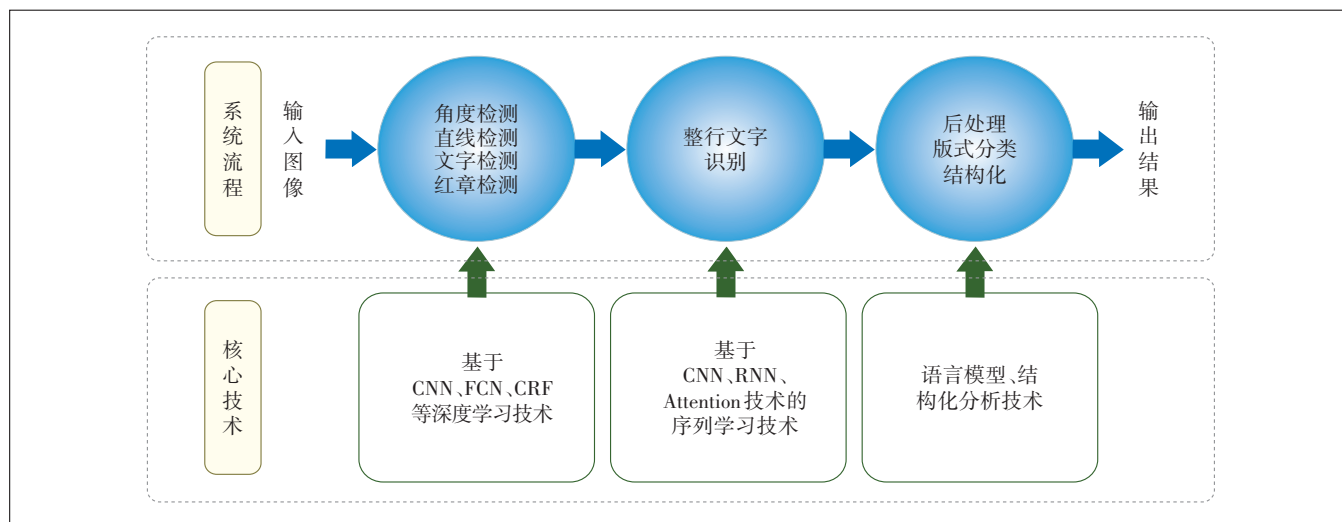 系统流程
输入图像
角度检测
直线检测
文字检测
红章检测
整行文字
识别
后处理
版式分类
结构化
输出结果
核心技术
基于
CNN、FCN、CRF
等深度学习技术
基于
CNN、RNN、
Attention技术的
序列学习技术
语言模型、结
构化分析技术